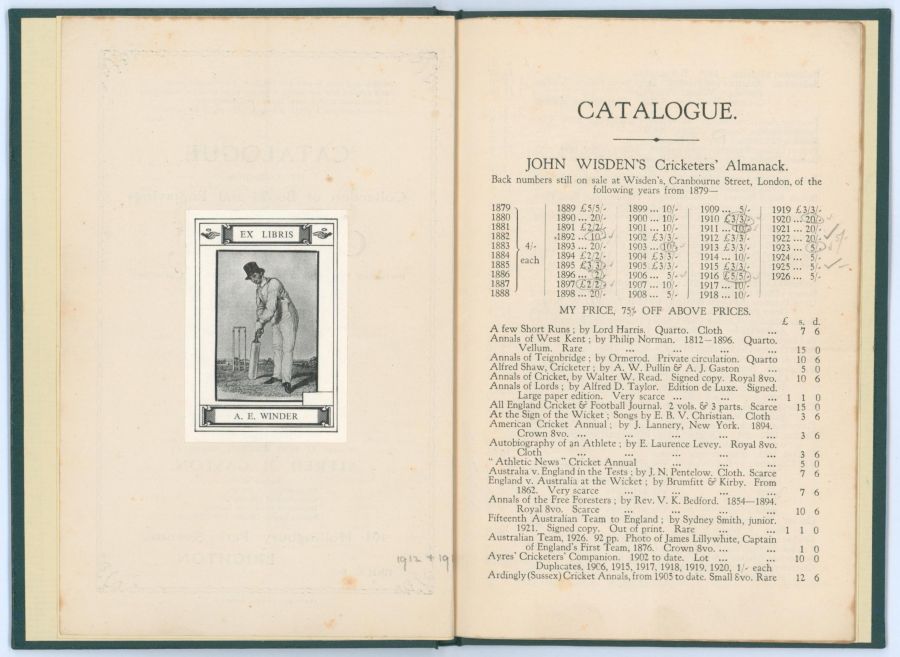 EX LIBRIS
A. E. WINDER
1912 +
CATALOGUE.
JOHN WISDEN'S Cricketers' Almanack.
Back numbers still on sale at Wisden's, Cranbourne Street, London, of the
following years from 1879—
1879
1880
1881
1882
1883
1884
1885
1886
1887
1888
4/-
each
1889 £5/5/-
1890 ... 20/-
1891 £2/2/-
1892 ... 10/-
1893 ... 20/-
1894 £2/2/-
1895 £3/3/-
1896 ... 2/-
1897 £2/2/-
1898 ... 20/-
1899 ... 10/-
1900 ... 10/-
1901 ... 10/-
1902 £3/3/-
1903 ... 10/-
1904 £3/3/-
1905 £3/3/-
1906 ... 5/-
1907 ... 10/-
1908 ... 5/-
1909 ... 5/-
1910 £3/3/-
1911 ... 10/-
1912 £3/3/-
1913 £3/3/-
1914 ... 10/-
1915 £3/3/-
1916 £5/5/-
1917 ... 10/-
1918 ... 10/-
1919 £3/3/-
1920 ... 20/-
1921 ... 20/-
1922 ... 20/-
1923 ... 5/-
1924 ... 5/-
1925 ... 5/-
1926 ... 5/-
MY PRICE, 75% OFF ABOVE PRICES.
£ s. d.
A few Short Runs ; by Lord Harris. Quarto. Cloth ... 7 6
Annals of West Kent ; by Philip Norman. 1812—1896. Quarto.
Vellum. Rare ... ... ... ... 15 0
Annals of Teignbridge ; by Ormerod. Private circulation. Quarto 10 6
Alfred Shaw, Cricketer ; by A. W. Pullin & A. J. Gaston ... 5 0
Annals of Cricket, by Walter W. Read. Signed copy. Royal 8vo. 10 6
Annals of Lords ; by Alfred D. Taylor. Edition de Luxe. Signed.
Large paper edition. Very scarce ... ... ... 1 1 0
All England Cricket & Football Journal. 2 vols. & 3 parts. Scarce 15 0
At the Sign of the Wicket ; Songs by E. B. V. Christian. Cloth 3 6
American Cricket Annual ; by J. Lannery, New York. 1894.
Crown 8vo. ... ... ... ... ... 3 6
Autobiography of an Athlete ; by E. Laurence Levey. Royal 8vo.
Cloth ... ... ... ... ... 3 6
"Athletic News" Cricket Annual ... ... ... 5 0
Australia v. England in the Tests ; by J. N. Pentelow. Cloth. Scarce 7 6
England v. Australia at the Wicket ; by Brumfitt & Kirby. From
1862. Very scarce ... ... ... ... 7 6
Annals of the Free Foresters ; by Rev. V. K. Bedford. 1854—1894.
Royal 8vo. Scarce ... ... ... ... 10 6
Fifteenth Australian Team to England ; by Sydney Smith, junior.
1921. Signed copy. Out of print. Rare ... ... 1 1 0
Australian Team, 1926. 92 pp. Photo of James Lillywhite, Captain
of England's First Team, 1876. Crown 8vo. ... ... 1 0
Ayres' Cricketers' Companion. 1902 to date. Lot ... ... 10 0
Duplicates, 1906, 1915, 1917, 1918, 1919, 1920, 1/- each
Ardingly (Sussex) Cricket Annals, from 1905 to date. Small 8vo. Rare 12 6